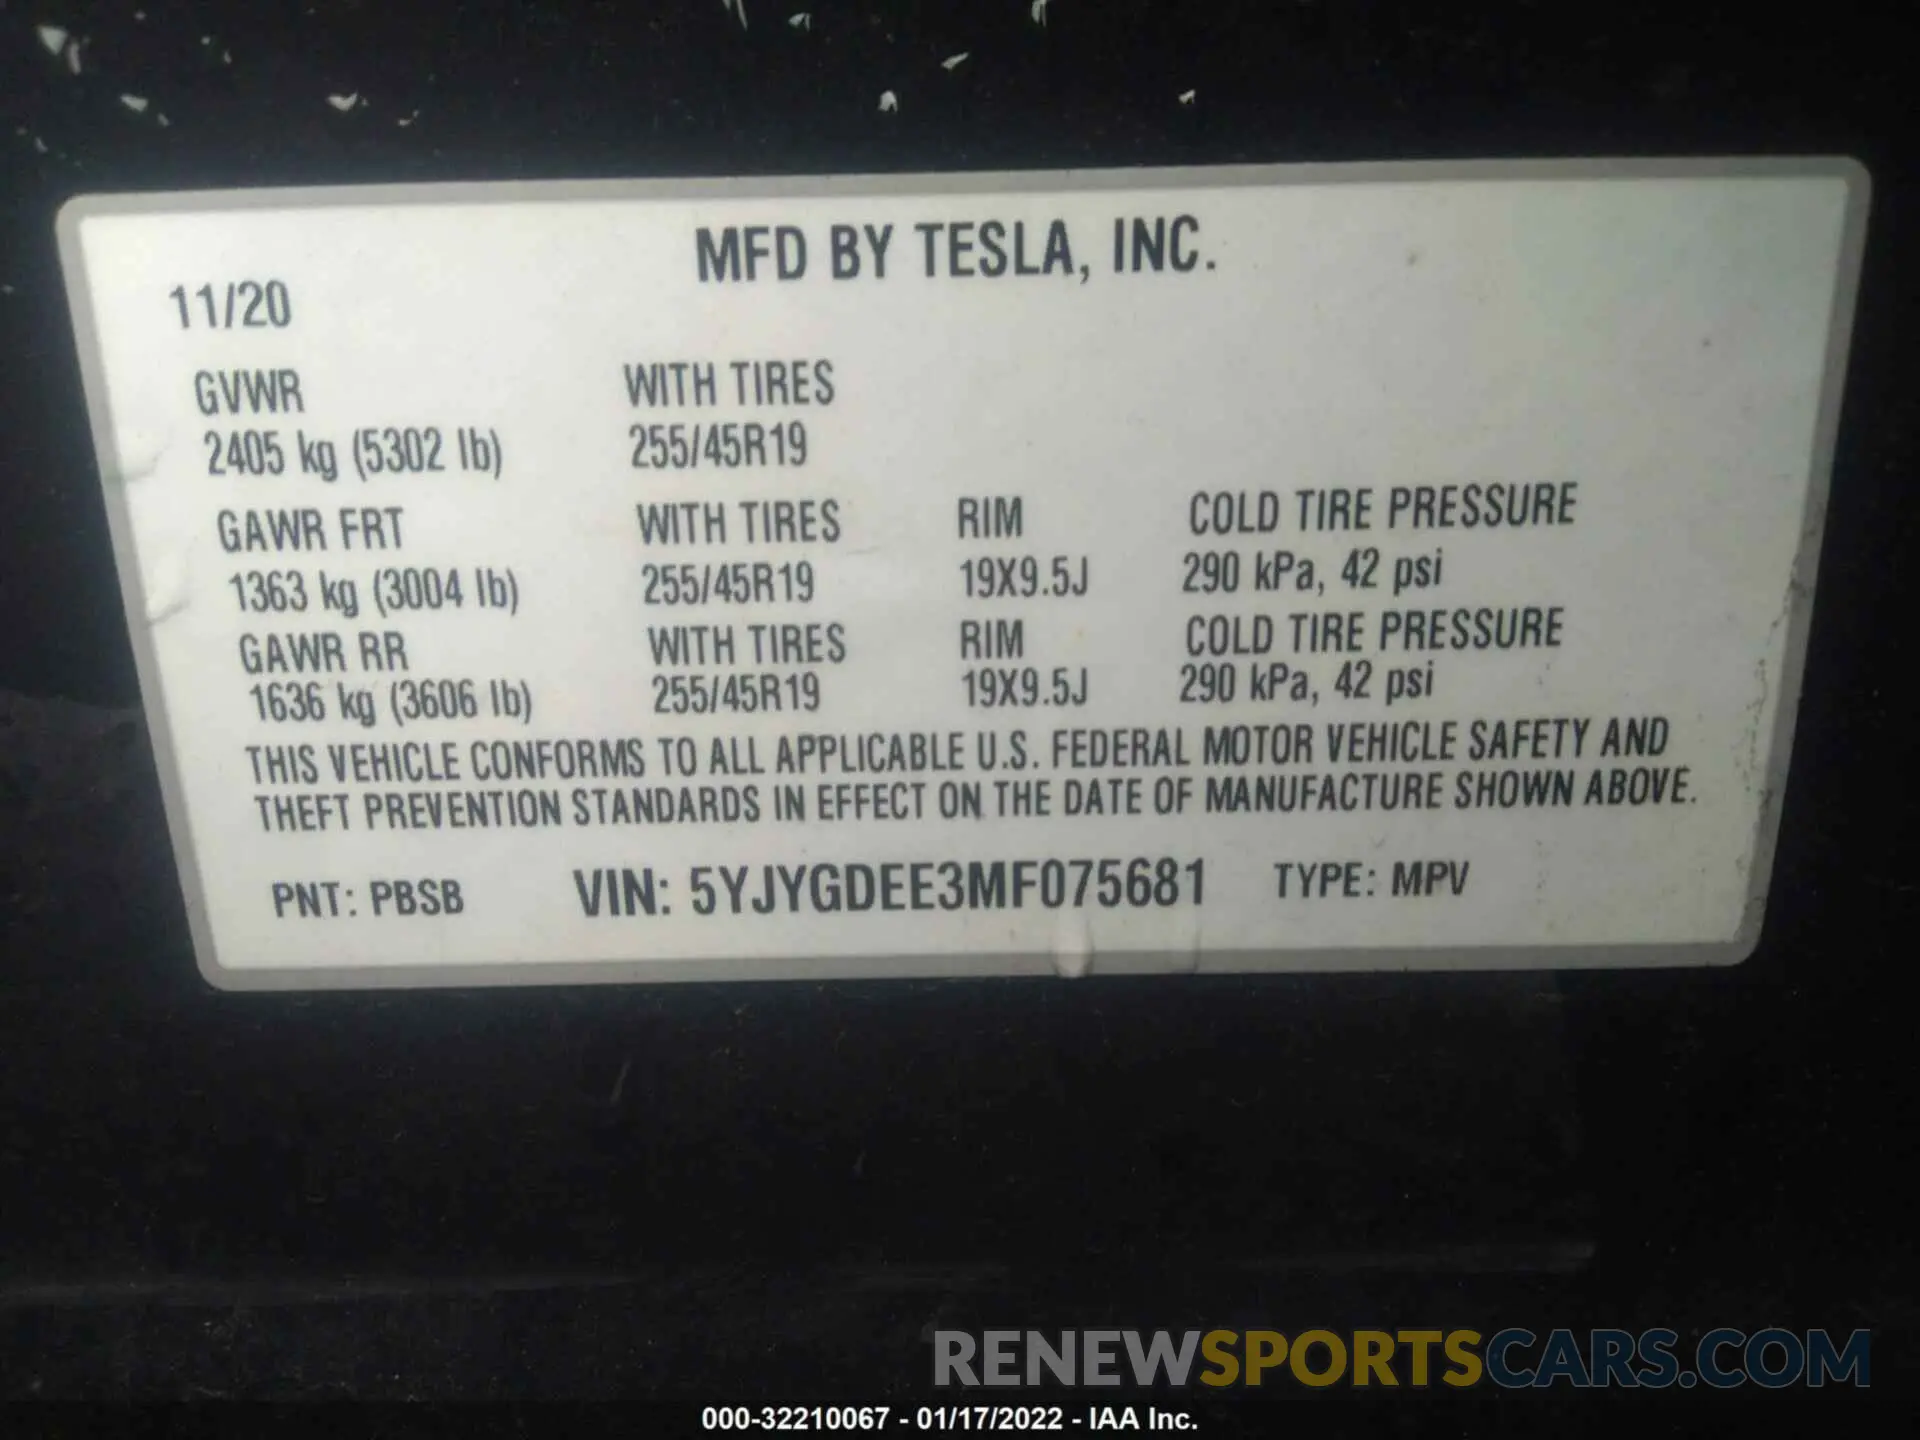 MFD BY TESLA, INC.
11/20
GVWR WITH TIRES
2405 kg (5302 lb) 255/45R19
GAWR FRT WITH TIRES RIM COLD TIRE PRESSURE
1363 kg (3004 lb) 255/45R19 19X9.5J 290 kPa, 42 psi
GAWR RR WITH TIRES RIM COLD TIRE PRESSURE
1636 kg (3606 lb) 255/45R19 19X9.5J 290 kPa, 42 psi
THIS VEHICLE CONFORMS TO ALL APPLICABLE U.S. FEDERAL MOTOR VEHICLE SAFETY AND
THEFT PREVENTION STANDARDS IN EFFECT ON THE DATE OF MANUFACTURE SHOWN ABOVE.
PNT: PBSB VIN: 5YJYGDEE3MF075681 TYPE: MPV
RENEWSPORTSCARS.COM
000-32210067 - 01/17/2022 - IAA Inc.